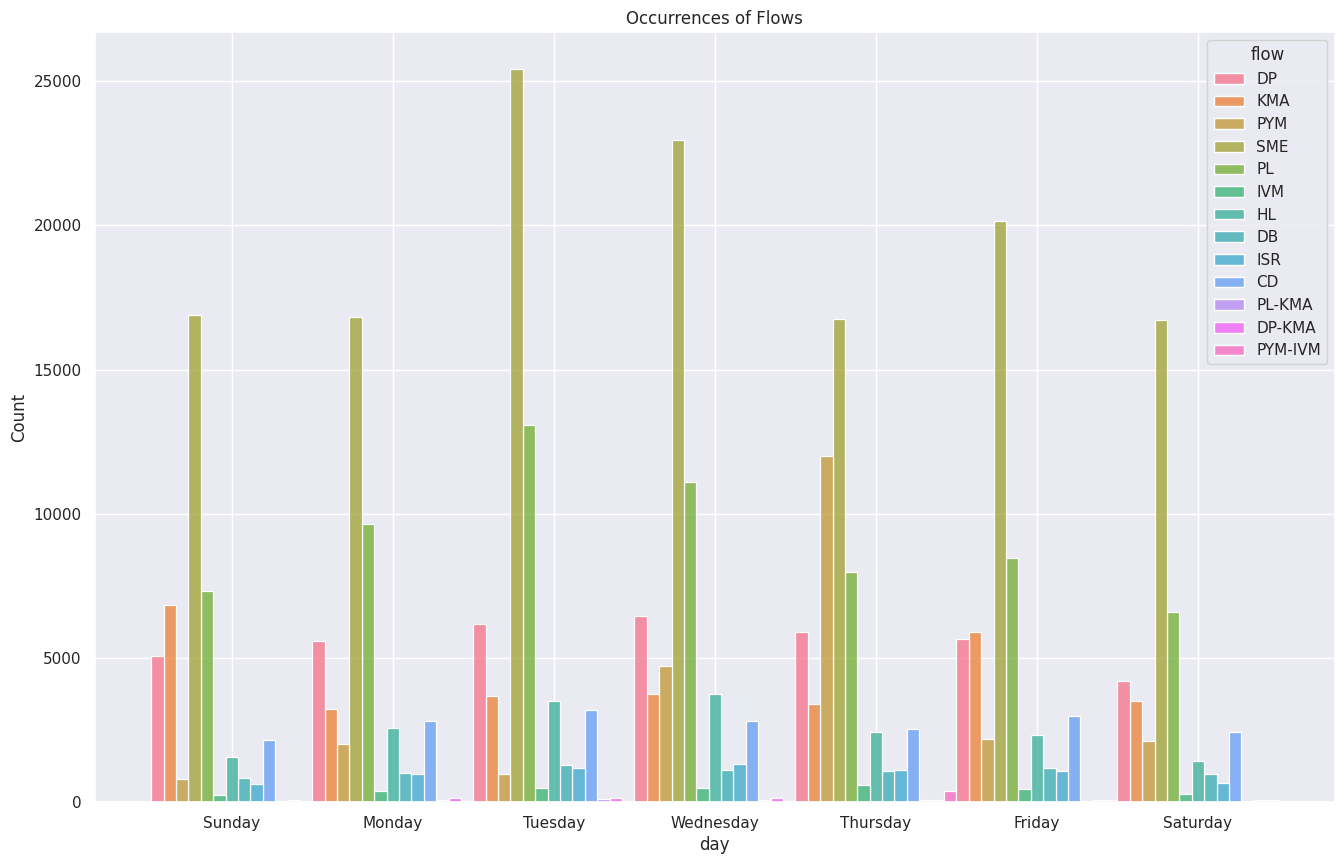 Occurrences of Flows
Count
25000
20000
15000
10000
5000
0
flow
DP
KMA
PYM
SME
PL
IVM
HL
DB
ISR
CD
PL-KMA
DP-KMA
PYM-IVM
Sunday Monday Tuesday Wednesday Thursday Friday Saturday
day